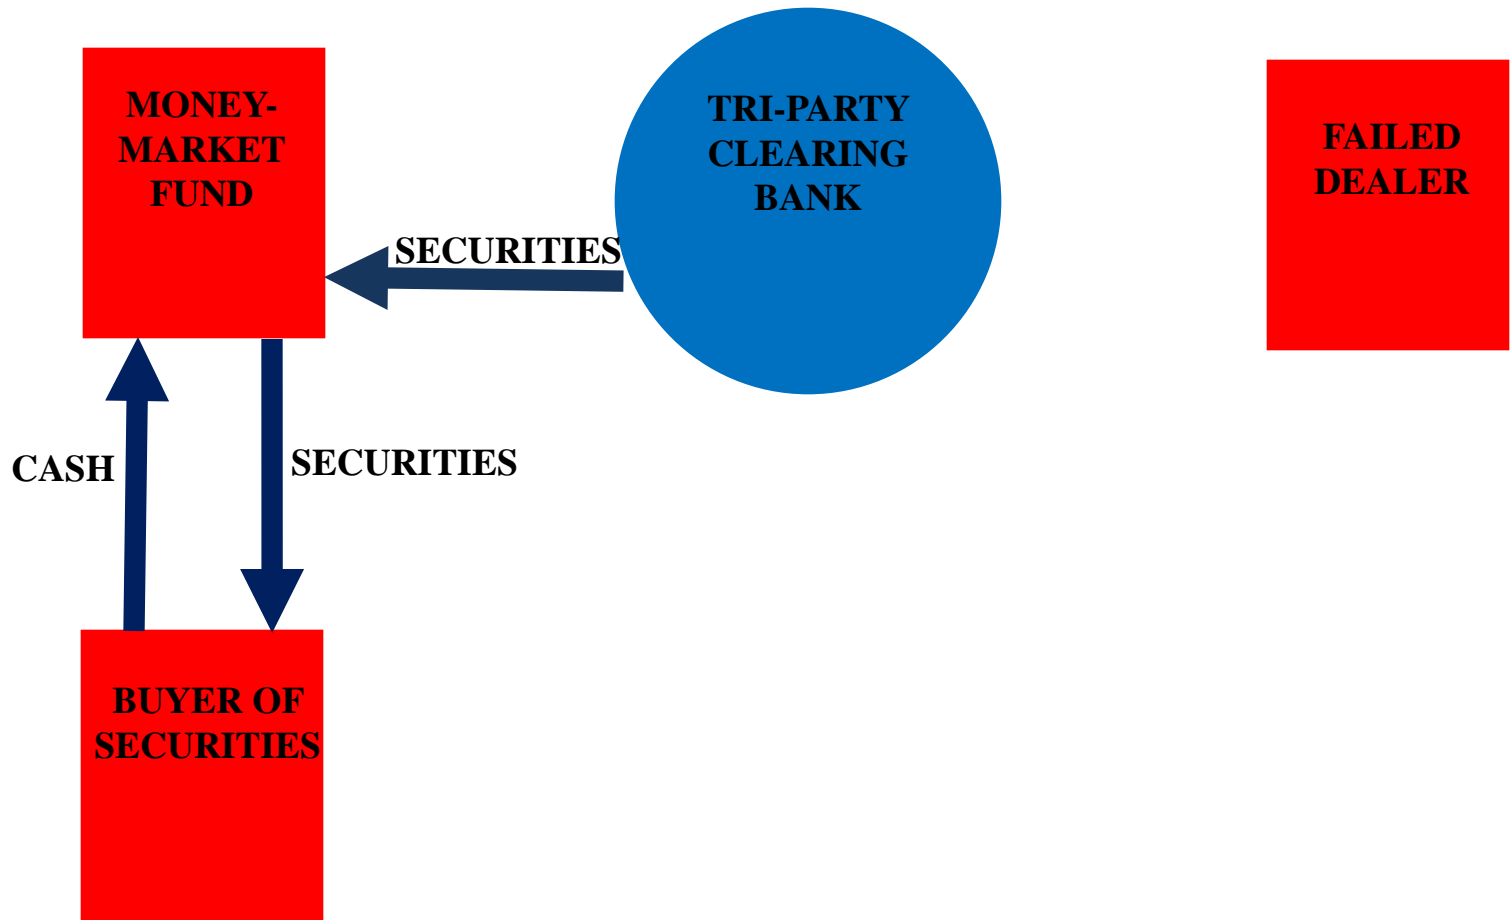 MONEY-
MARKET
FUND
TRI-PARTY
CLEARING
BANK
FAILED
DEALER
SECURITIES
CASH
SECURITIES
BUYER OF
SECURITIES